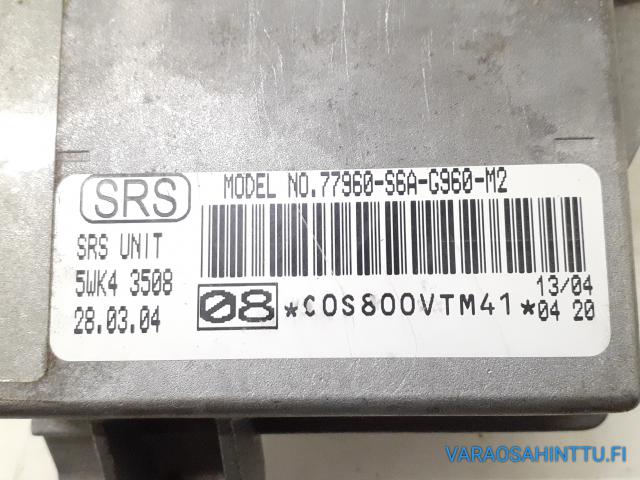 SRS
MODEL NO.77960-S6A-G960-M2
SRS UNIT
5WK4 3508
28.03.04
08 *C0S800VTM41*
13/04
04 20
VARAOSAHINTTU.FI